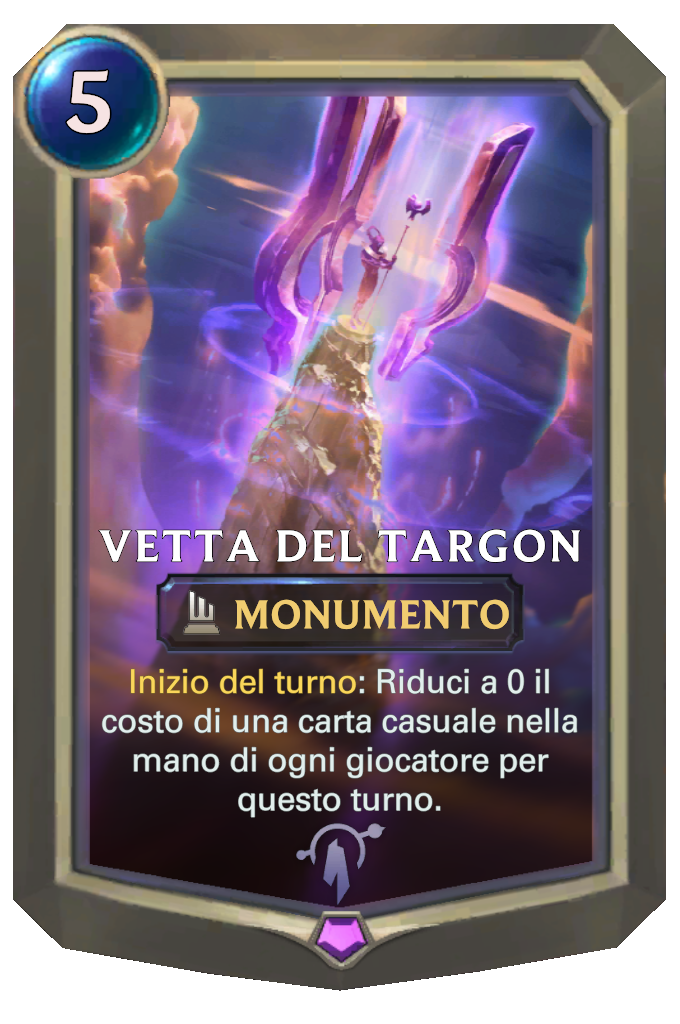 5
VETTA DEL TARGON
MONUMENTO
Inizio del turno: Riduci a 0 il
costo di una carta casuale nella
mano di ogni giocatore per
questo turno.